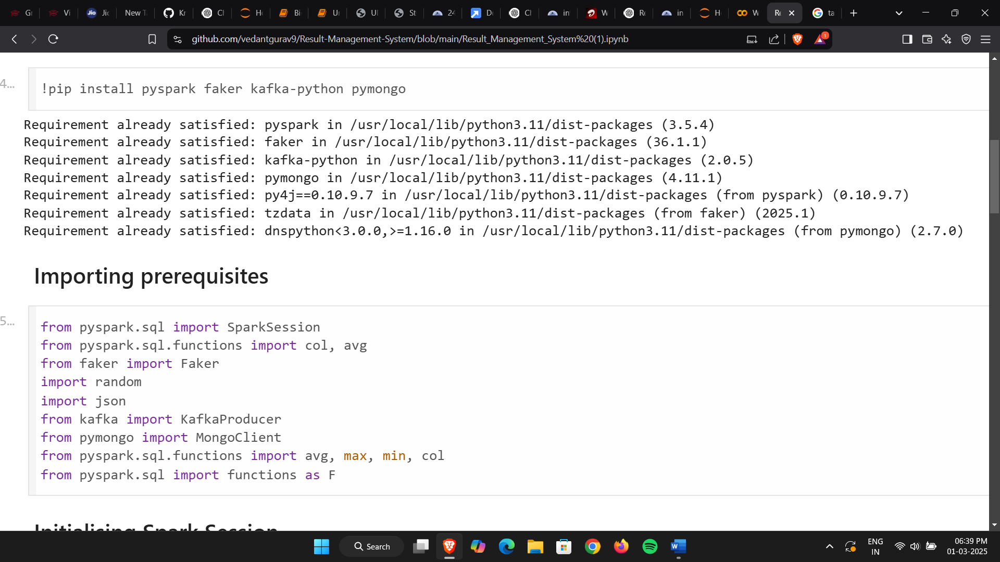 Gr
Vi
Jio
Jic
New T
Kr
Cl
H
Bi
Ur
Ul
St
24
D
Cl
in
W
Re
in
H
W
Re
ta
github.com/vedantgurav9/Result-Management-System/blob/main/Result_Management_System%20(1).ipynb
1
4...
!pip install pyspark faker kafka-python pymongo
Requirement already satisfied: pyspark in /usr/local/lib/python3.11/dist-packages (3.5.4)
Requirement already satisfied: faker in /usr/local/lib/python3.11/dist-packages (36.1.1)
Requirement already satisfied: kafka-python in /usr/local/lib/python3.11/dist-packages (2.0.5)
Requirement already satisfied: pymongo in /usr/local/lib/python3.11/dist-packages (4.11.1)
Requirement already satisfied: py4j==0.10.9.7 in /usr/local/lib/python3.11/dist-packages (from pyspark) (0.10.9.7)
Requirement already satisfied: tzdata in /usr/local/lib/python3.11/dist-packages (from faker) (2025.1)
Requirement already satisfied: dnspython<3.0.0,>=1.16.0 in /usr/local/lib/python3.11/dist-packages (from pymongo) (2.7.0)
Importing prerequisites
5...
from pyspark.sql import SparkSession
from pyspark.sql.functions import col, avg
from faker import Faker
import random
import json
from kafka import KafkaProducer
from pymongo import MongoClient
from pyspark.sql.functions import avg, max, min, col
from pyspark.sql import functions as F
Initialising Spark Session
Search
ENG
IN
06:39 PM
01-03-2025